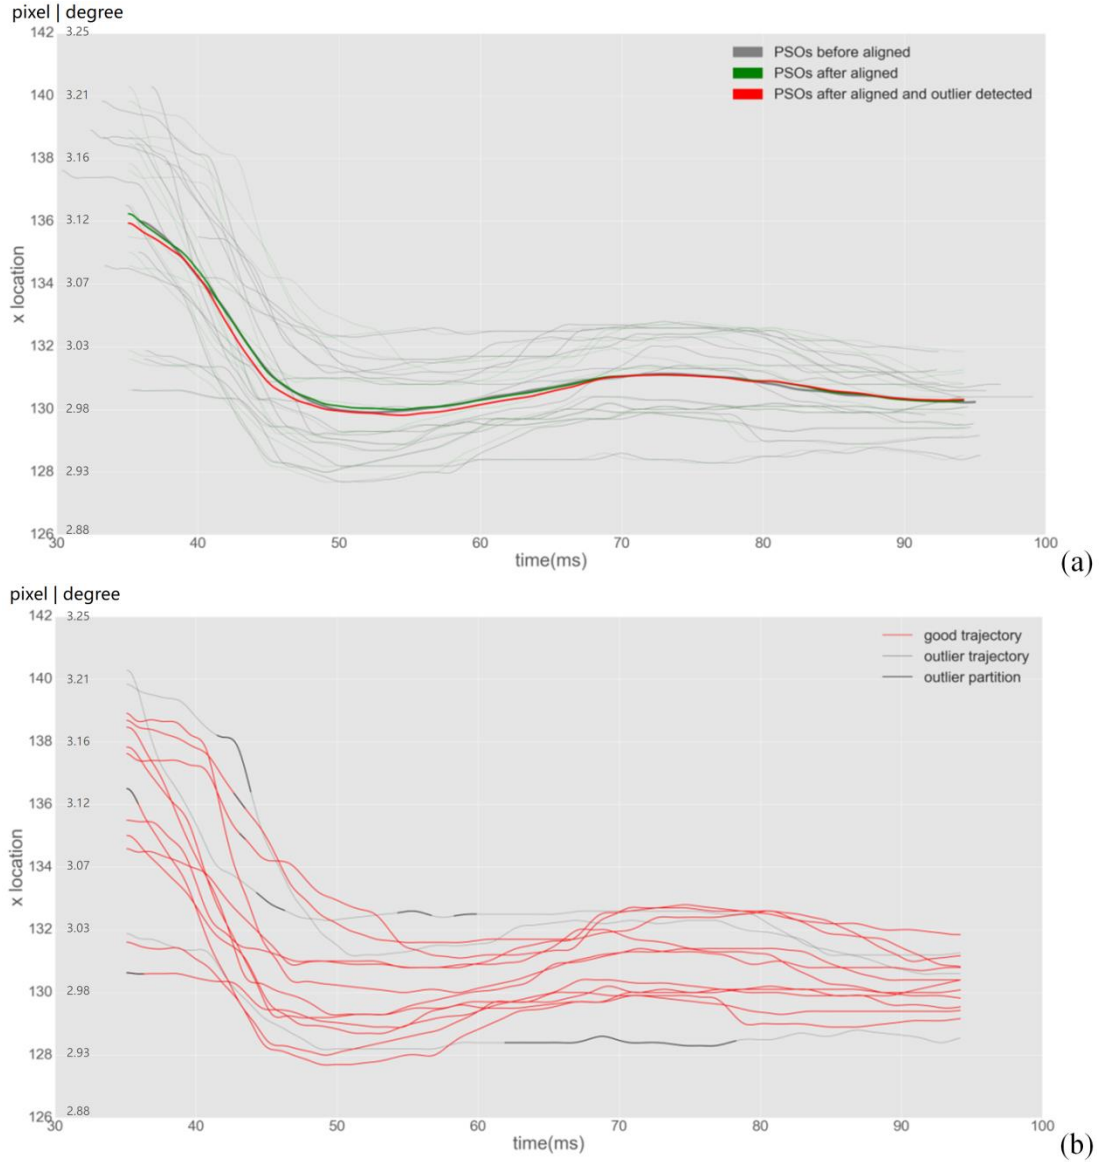 pixel | degree
142 3.25
PSOs before aligned
PSOs after aligned
PSOs after aligned and outlier detected
140 3.21
138 3.16
136 3.12
134 3.07
132 3.03
130 2.98
128 2.93
126 2.88
x location
30 40 50 60 70 80 90 100
time(ms)
(a)
pixel | degree
142 3.25
good trajectory
outlier trajectory
outlier partition
140 3.21
138 3.16
136 3.12
134 3.07
132 3.03
130 2.98
128 2.93
126 2.88
x location
30 40 50 60 70 80 90 100
time(ms)
(b)